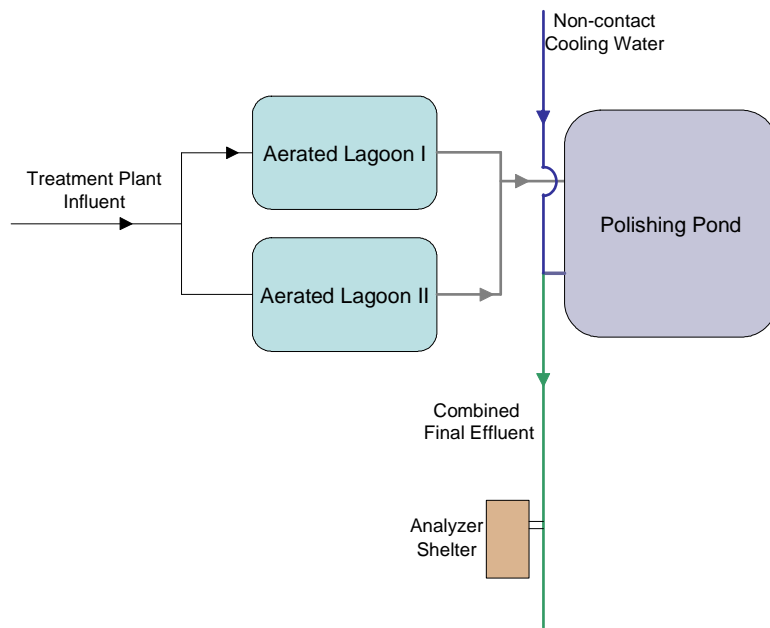 Non-contact
Cooling Water
Aerated Lagoon I
Treatment Plant
Influent
Polishing Pond
Aerated Lagoon II
Combined
Final Effluent
Analyzer
Shelter